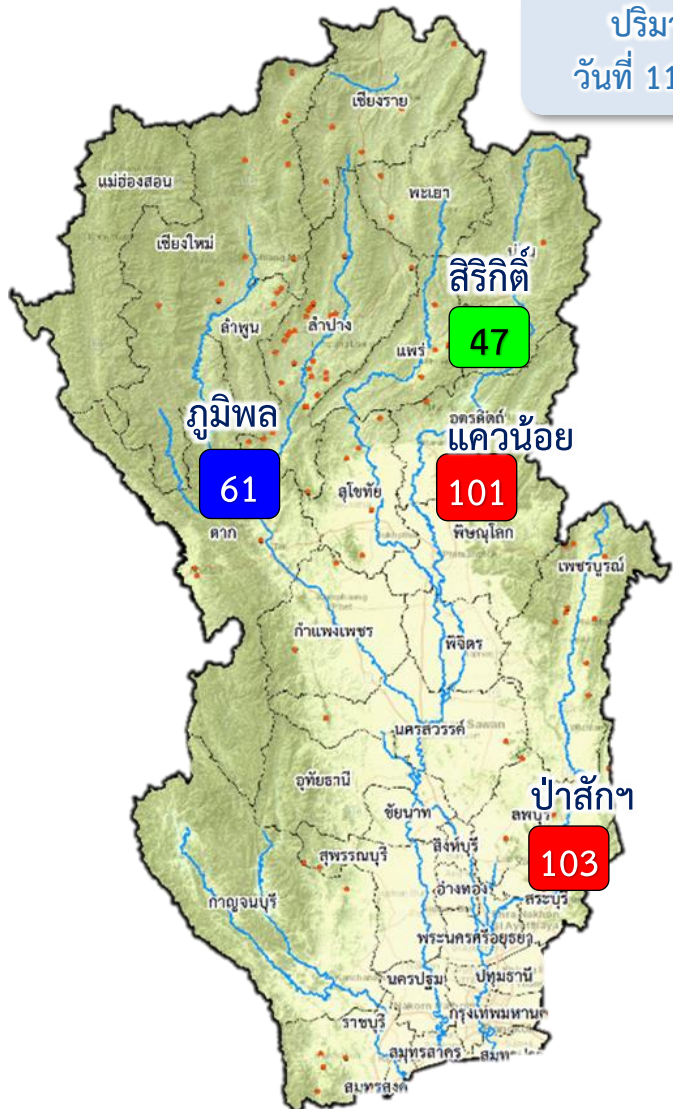 ปริมา
วันที่ 11
เชียงราย
แม่ฮ่องสอน
พะเยา
เชียงใหม่
น่าน
สิริกิติ์
47
ลำพูน
ลำปาง
แพร่
ภูมิพล
61
อุตรดิตถ์
แควน้อย
101
สุโขทัย
ตาก
พิษณุโลก
เพชรบูรณ์
กำแพงเพชร
พิจิตร
นครสวรรค์
Sawan
อุทัยธานี
ป่าสักฯ
103
ชัยนาท
ลพบุรี
สิงห์บุรี
สุพรรณบุรี
อ่างทอง
กาญจนบุรี
สระบุรี
พระนครศรีอยุธยา
นครปฐม
ปทุมธานี
กรุงเทพมหานค
ราชบุรี
สมุทรสาคร
สมุทรปรา
สมุทรสงค